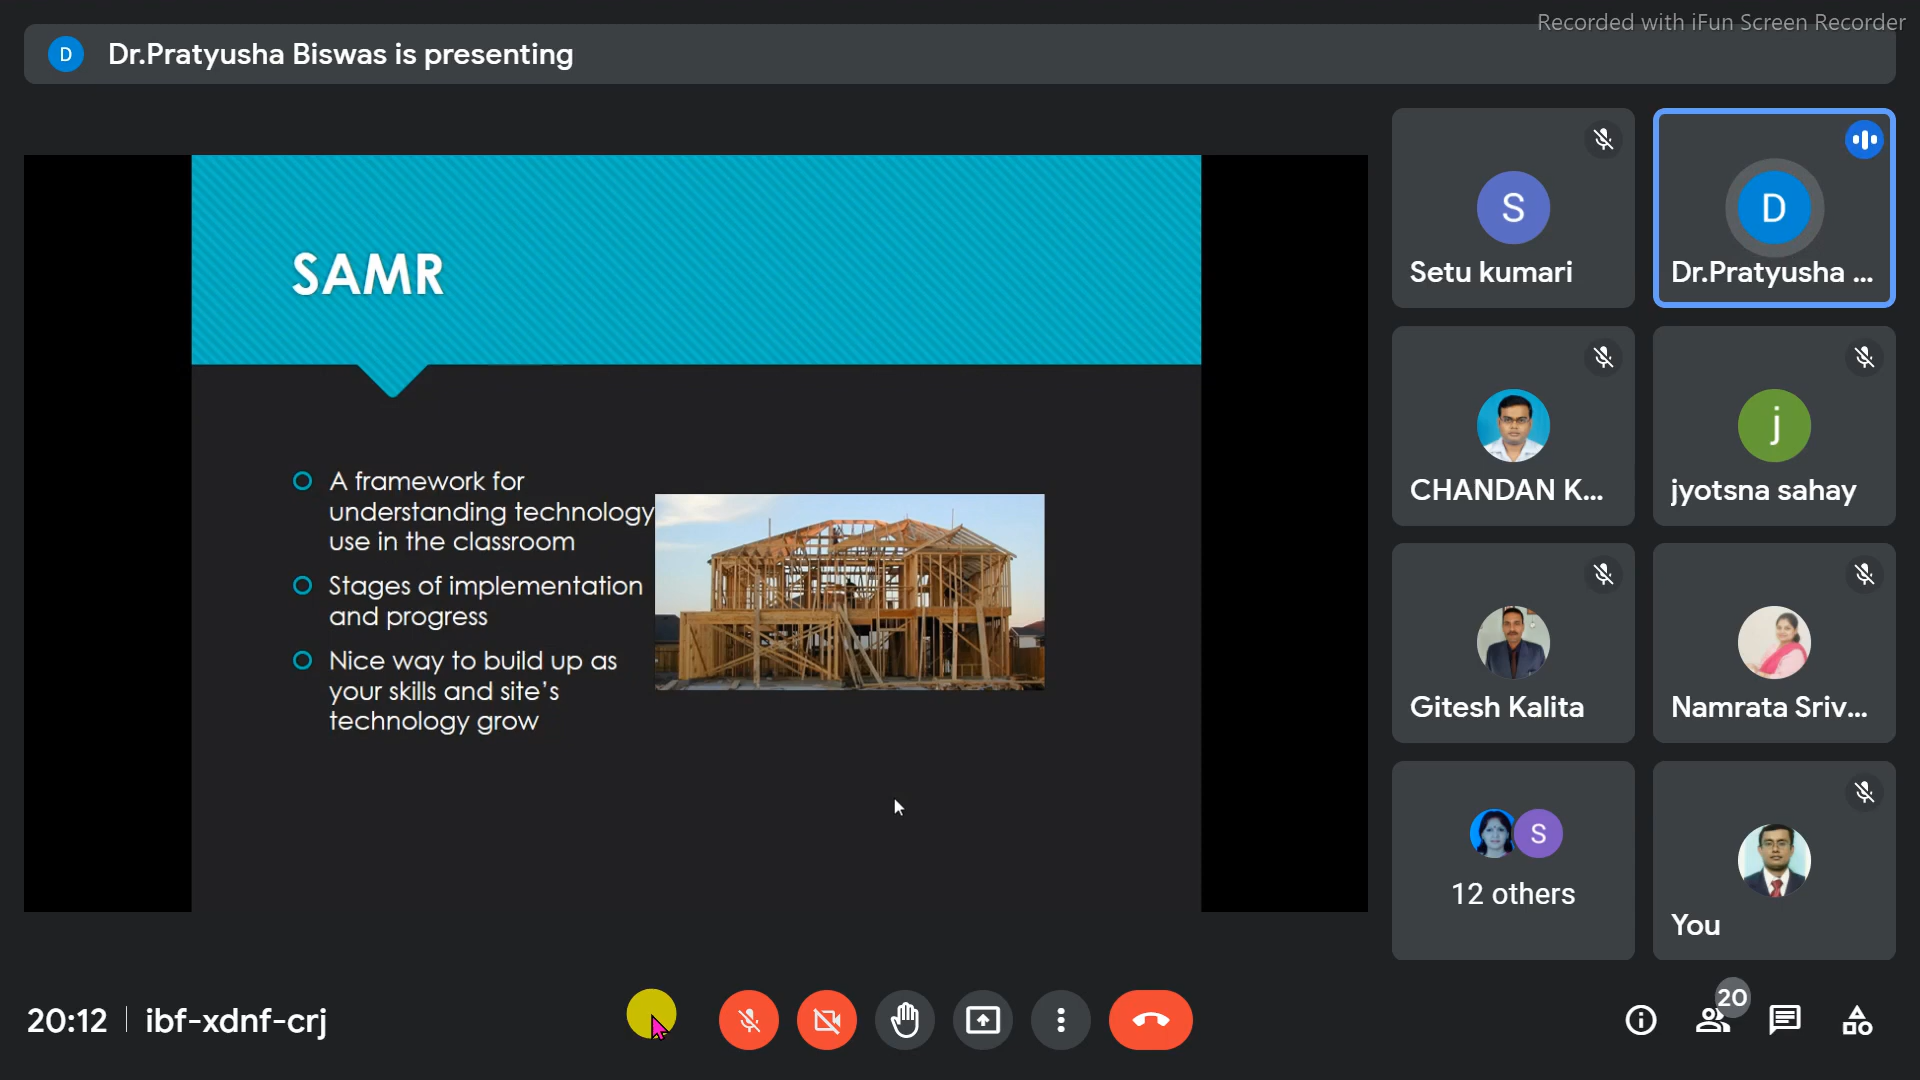 Recorded with iFun Screen Recorder
D
Dr.Pratyusha Biswas is presenting
SAMR
A framework for
understanding technology
use in the classroom
Stages of implementation
and progress
Nice way to build up as
your skills and site's
technology grow
S
Setu kumari
D
Dr.Pratyusha ...
CHANDAN K...
j
jyotsna sahay
Gitesh Kalita
Namrata Sriv...
S
12 others
You
20:12
ibf-xdnf-crj
20